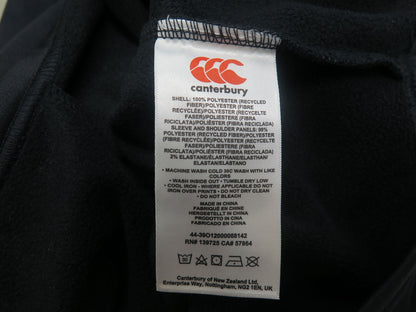 canterbury
SHELL: 100% POLYESTER (RECYCLED
FIBER)/POLYESTER (FIBRE
RECYCLÉE)/POLYESTER (RECYCELTER
FASER)/POLIESTERE (FIBRA
RICICLATA)/POLIÉSTER (FIBRA RECICLADA)
SLEEVE AND SHOULDER PANELS: 98%
POLYESTER (RECYCLED FIBER)/POLYESTER
(FIBRE RECYCLÉE)/POLYESTER (RECYCELTER
FASER)/POLIESTERE (FIBRA
RICICLATA)/POLIÉSTER (FIBRA RECICLADA)
2% ELASTANE/ELASTHANE/ELASTHAN/
ELASTAN/ELASTANO
• MACHINE WASH COLD 30C WASH WITH LIKE
COLORS
• WASH INSIDE OUT • TUMBLE DRY LOW
• COOL IRON • WHERE APPLICABLE DO NOT
IRON OVER PRINTS • DO NOT DRY CLEAN
• DO NOT BLEACH
MADE IN CHINA
FABRIQUÉ EN CHINE
HERGESTELLT IN CHINA
PRODOTTO IN CINA
FABRICADO EN CHINA
44-39O12000068142
RN# 139725 CA# 57864
Canterbury of New Zealand Ltd,
Enterprise Way, Nottingham, NG2 1EN, UK